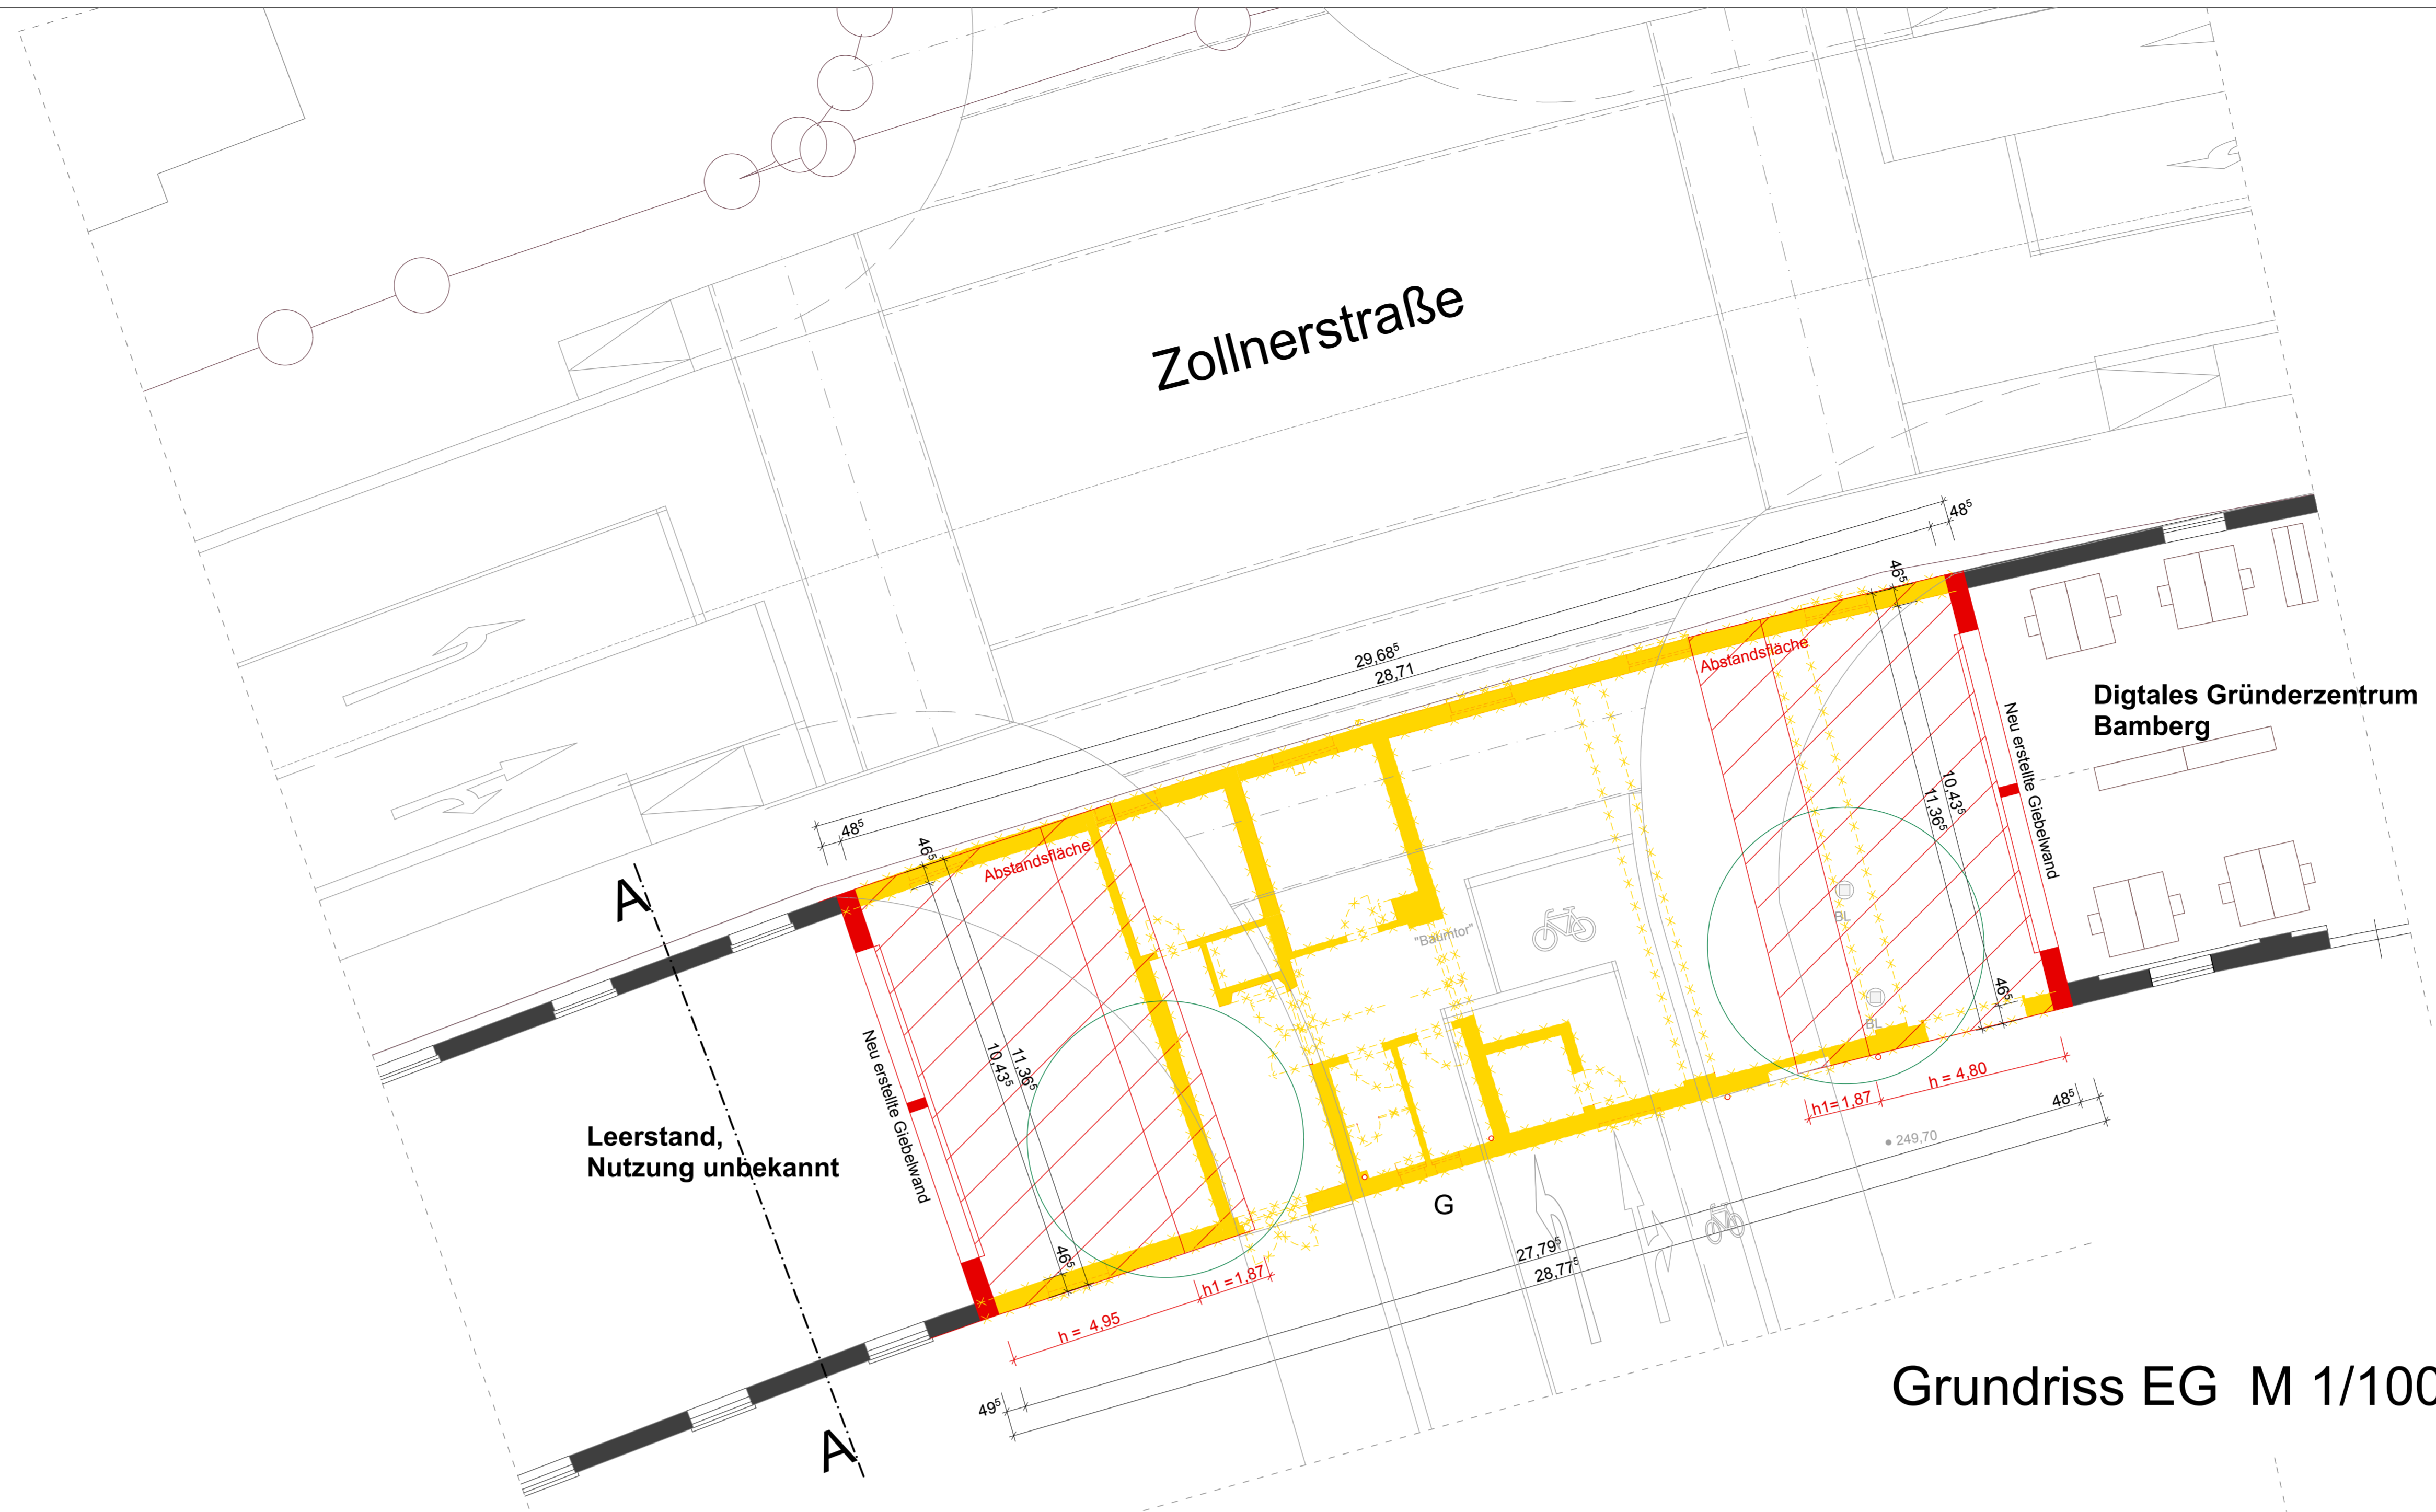 Zollnerstraße
48⁵
46⁵
29,68⁵
28,71
Abstandsfläche
Digtales Gründerzentrum
Bamberg
Neu erstellte Giebelwand
10,43⁵
11,36⁵
48⁵
46⁵
Abstandsfläche
A
BL
"Baumtor"
46⁵
BL
Neu erstellte Giebelwand
11,36⁵
10,43⁵
h = 4,80
h1= 1,87
48⁵
249,70
Leerstand,
Nutzung unbekannt
G
46⁵
27,79⁵
28,77⁵
h1 =1,87
h = 4,95
49⁵
A
Grundriss EG M 1/100